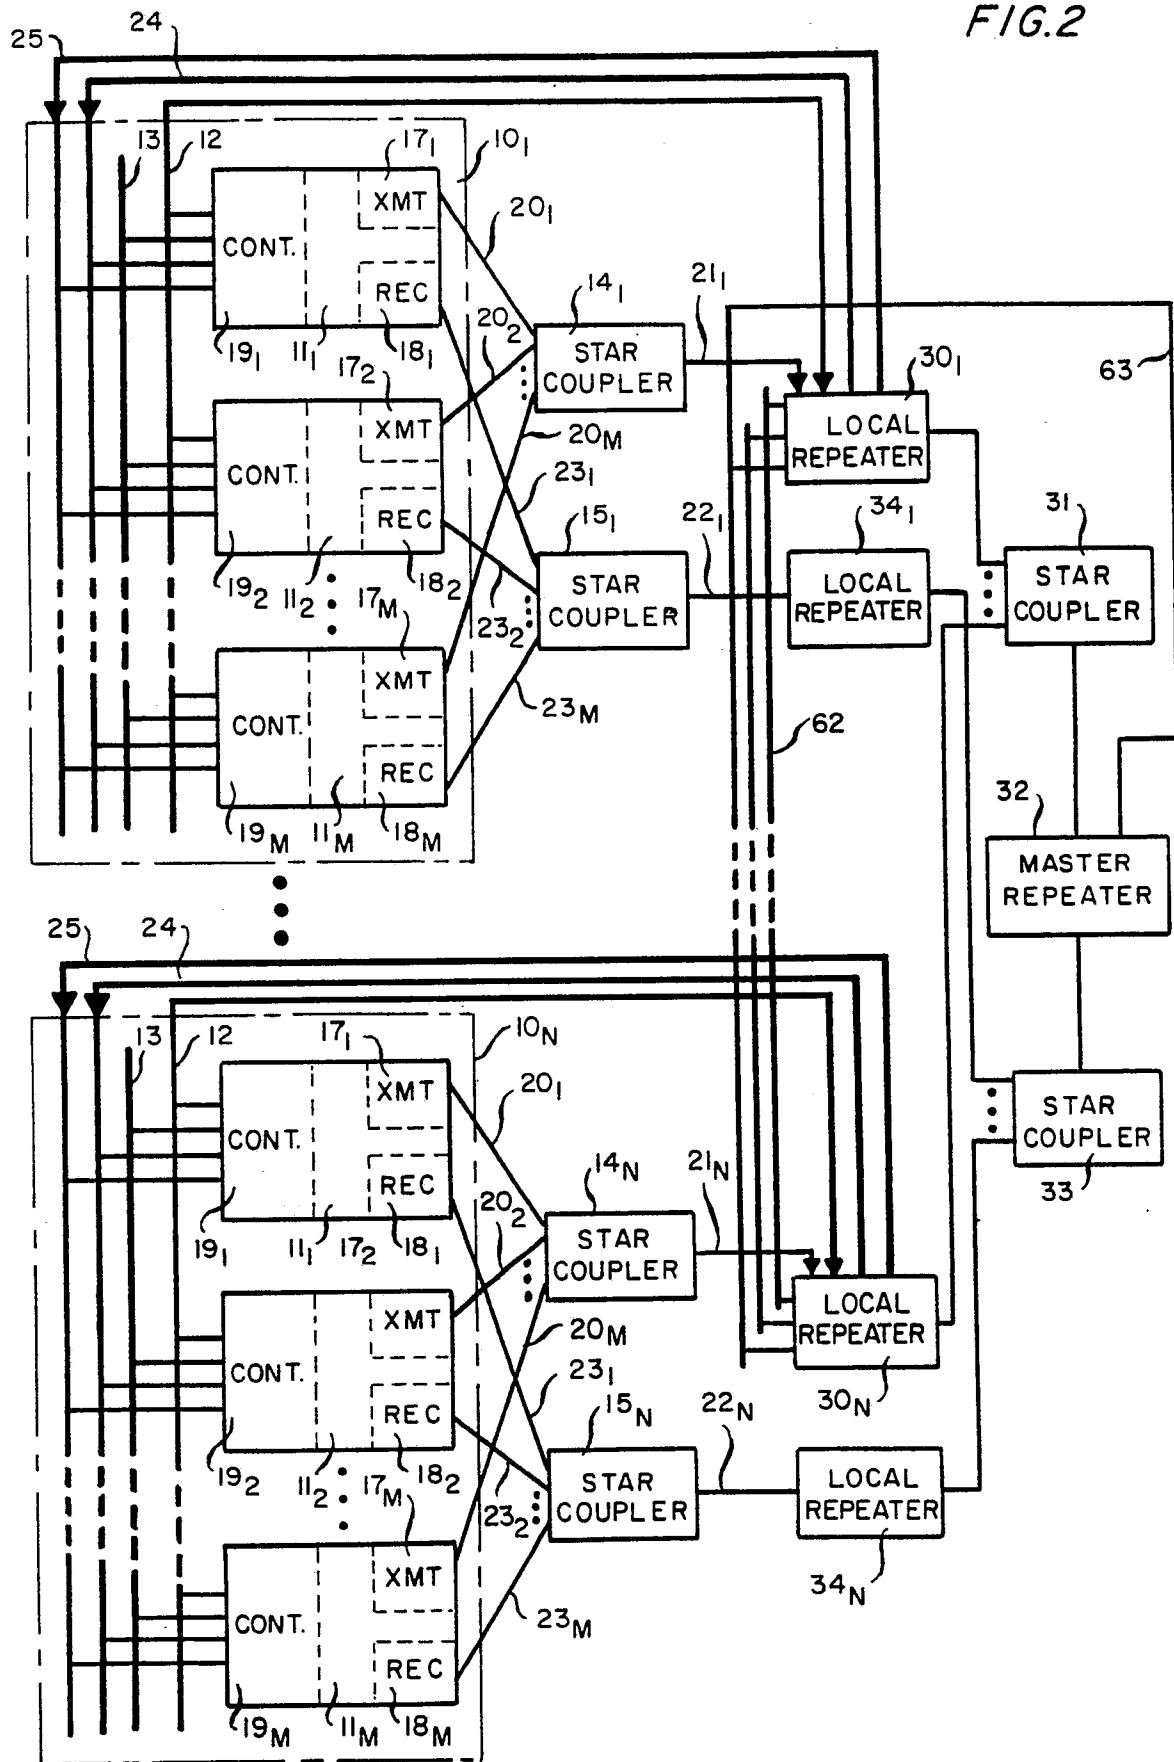 FIG.2
25
24
13
12
17₁
10₁
XMT
20₁
CONT.
REC
14₁
21₁
19₁
11₁
18₁
20₂
STAR
COUPLER
30₁
63
17₂
XMT
LOCAL
REPEATER
20M
CONT.
23₁
REC
15₁
22₁
34₁
31
19₂
11₂
18₂
17M
23₂
STAR
COUPLER
LOCAL
REPEATER
STAR
COUPLER
XMT
CONT.
23M
62
REC
32
19M
11M
18M
MASTER
REPEATER
25
24
13
12
17₁
10N
XMT
20₁
CONT.
REC
14N
21N
STAR
COUPLER
33
19₁
11₁
17₂
18₁
20₂
STAR
COUPLER
XMT
LOCAL
REPEATER
20M
CONT.
23₁
30N
REC
15N
22N
19₂
11₂
18₂
17M
23₂
STAR
COUPLER
LOCAL
REPEATER
XMT
34N
CONT.
23M
REC
19M
11M
18M